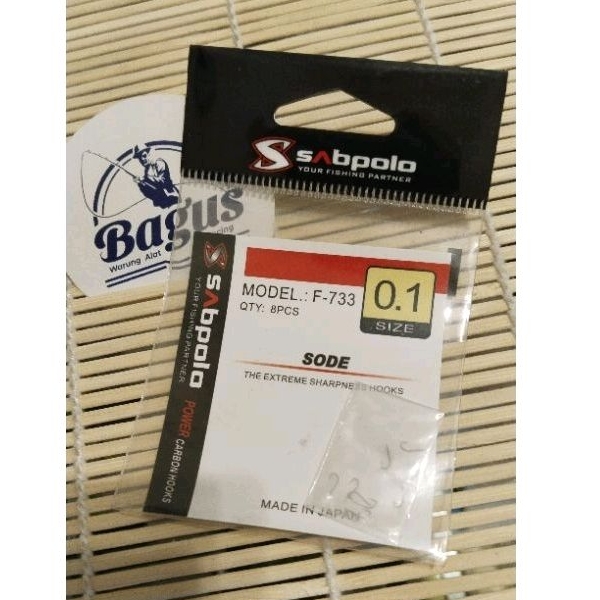 sabpolo
YOUR FISHING PARTNER
Bagus
Warung Alat
sabpolo
YOUR FISHING PARTNER
POWER CARBON HOOKS
MODEL.: F-733
QTY: 8PCS
0.1
SIZE
SODE
THE EXTREME SHARPNESS HOOKS
MADE IN JAPAN